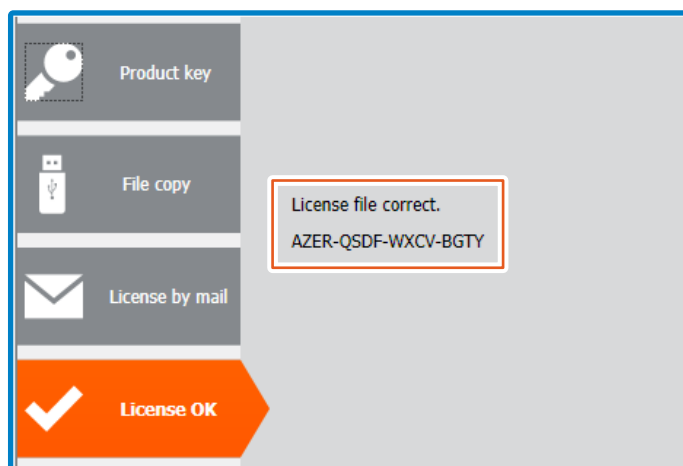 Product key
File copy
License file correct.
AZER-QSDF-WXCV-BGTY
License by mail
License OK